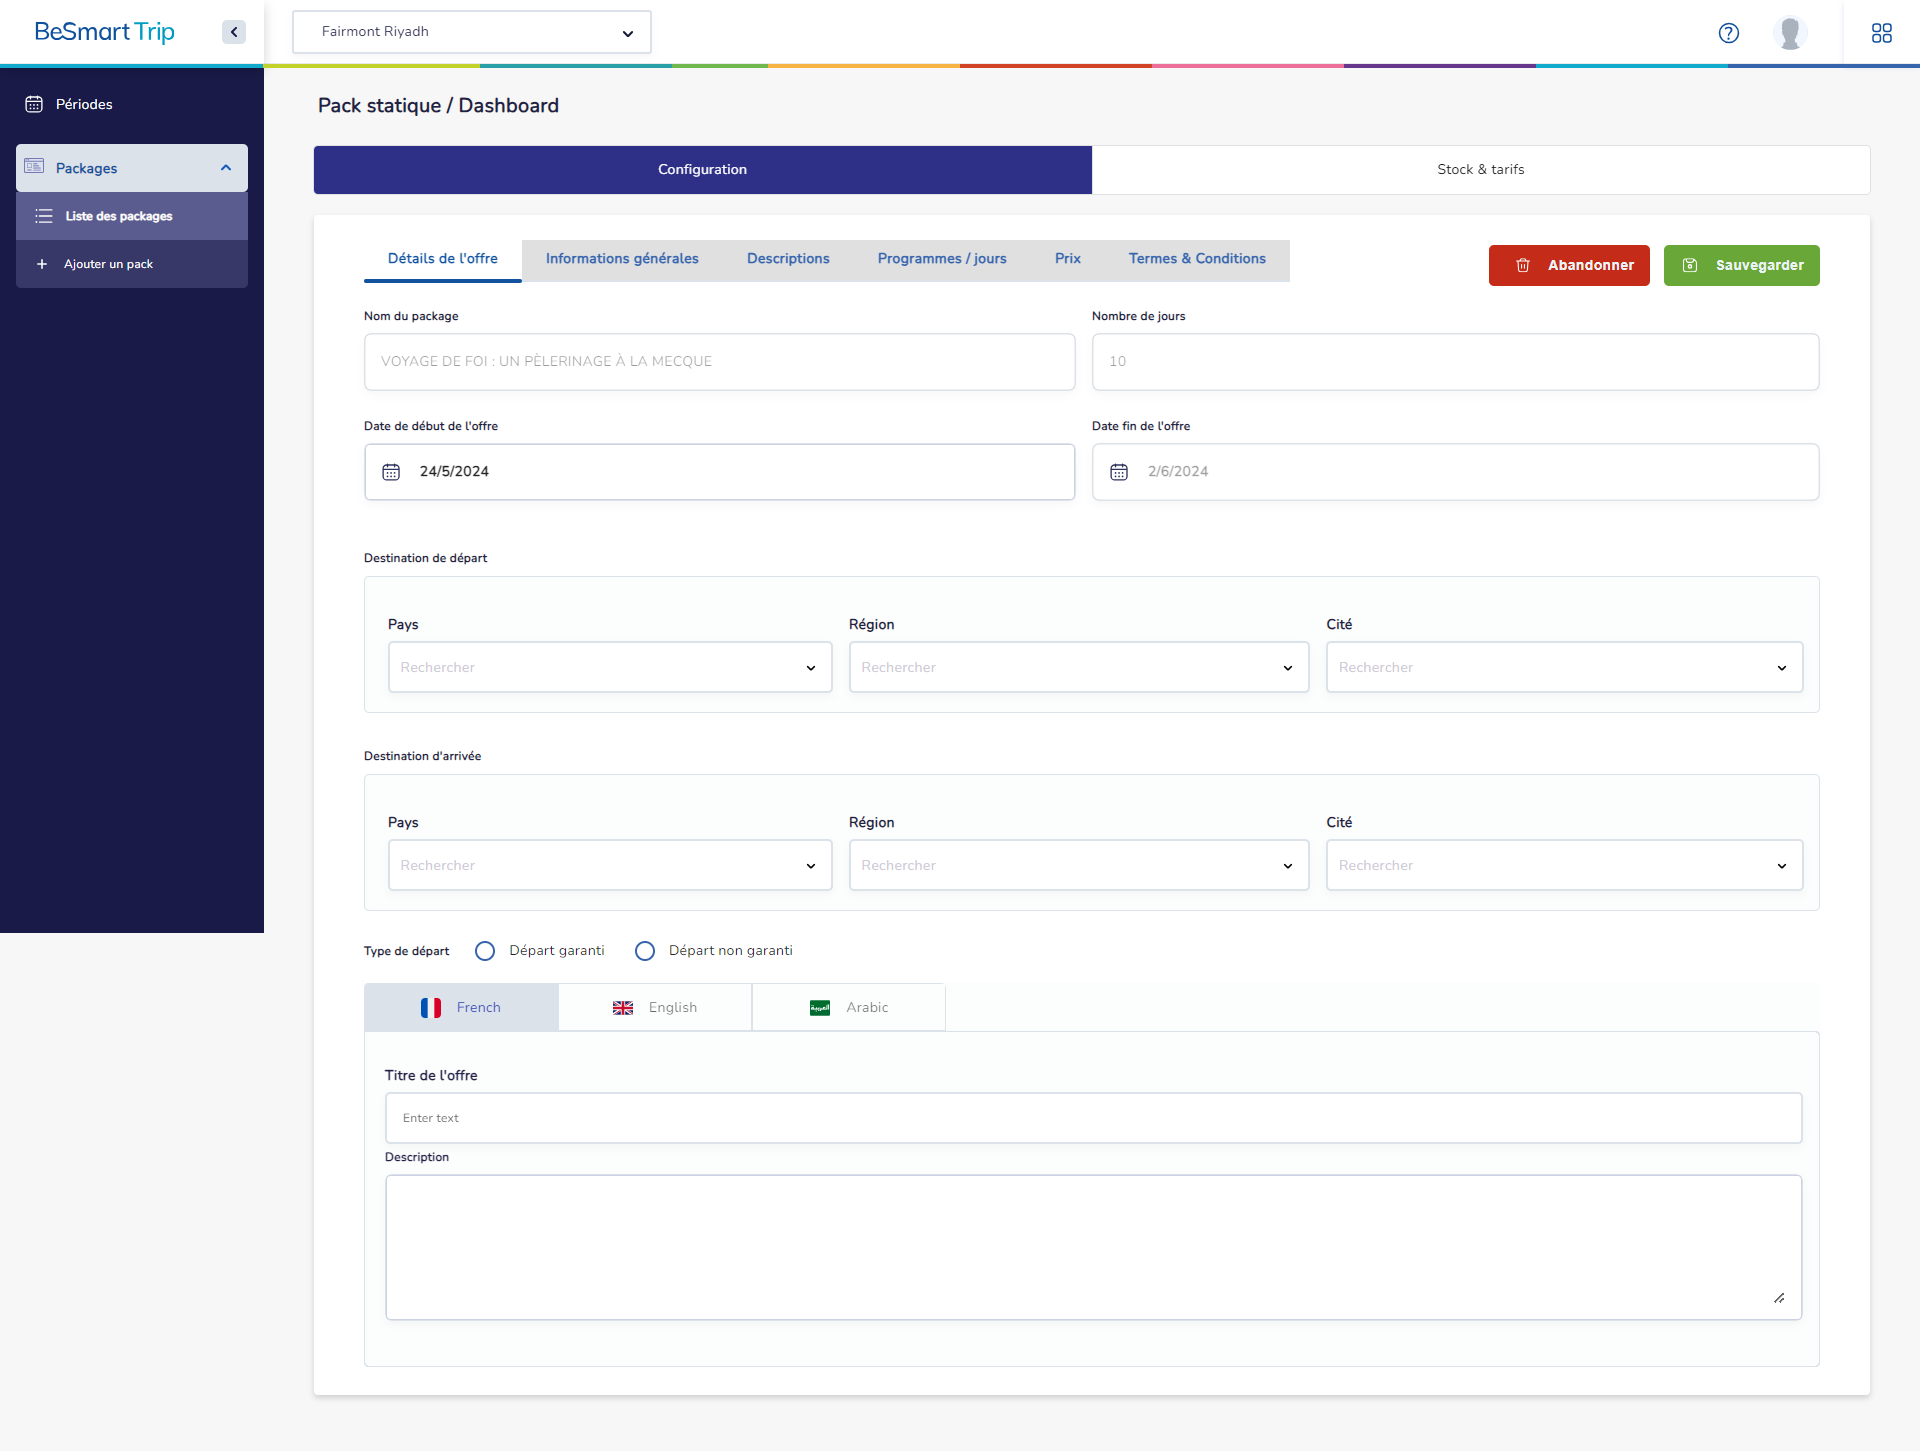 BeSmart Trip
Fairmont Riyadh
Périodes
Packages
Liste des packages
Ajouter un pack
Pack statique / Dashboard
Configuration
Stock & tarifs
Détails de l'offre
Informations générales
Descriptions
Programmes / jours
Prix
Termes & Conditions
Abandonner
Sauvegarder
Nom du package
Nombre de jours
VOYAGE DE FOI : UN PÈLERINAGE À LA MECQUE
10
Date de début de l'offre
Date fin de l'offre
24/5/2024
2/6/2024
Destination de départ
Pays
Région
Cité
Rechercher
Rechercher
Rechercher
Destination d'arrivée
Pays
Région
Cité
Rechercher
Rechercher
Rechercher
Type de départ
Départ garanti
Départ non garanti
French
English
العربية
Arabic
Titre de l'offre
Enter text
Description